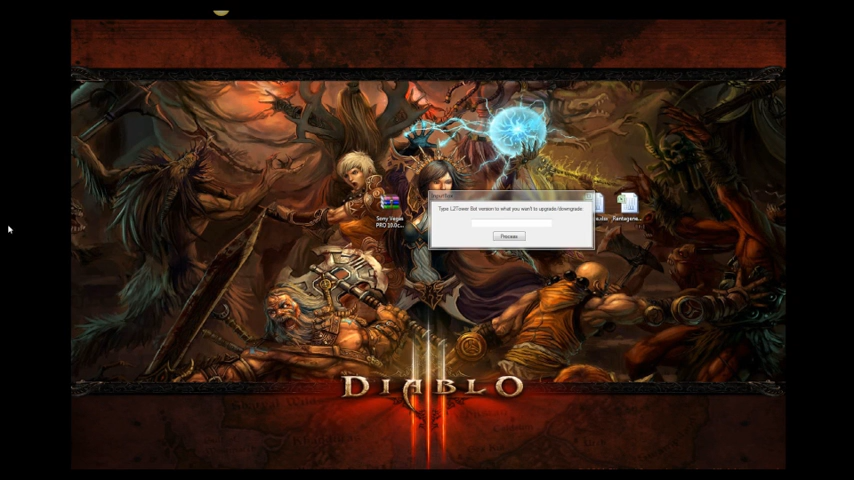 Type L2Tower Bot version to what you want to upgrade/downgrade:
Process
Sony Vegas
PRO 10.0c...
DIABLO